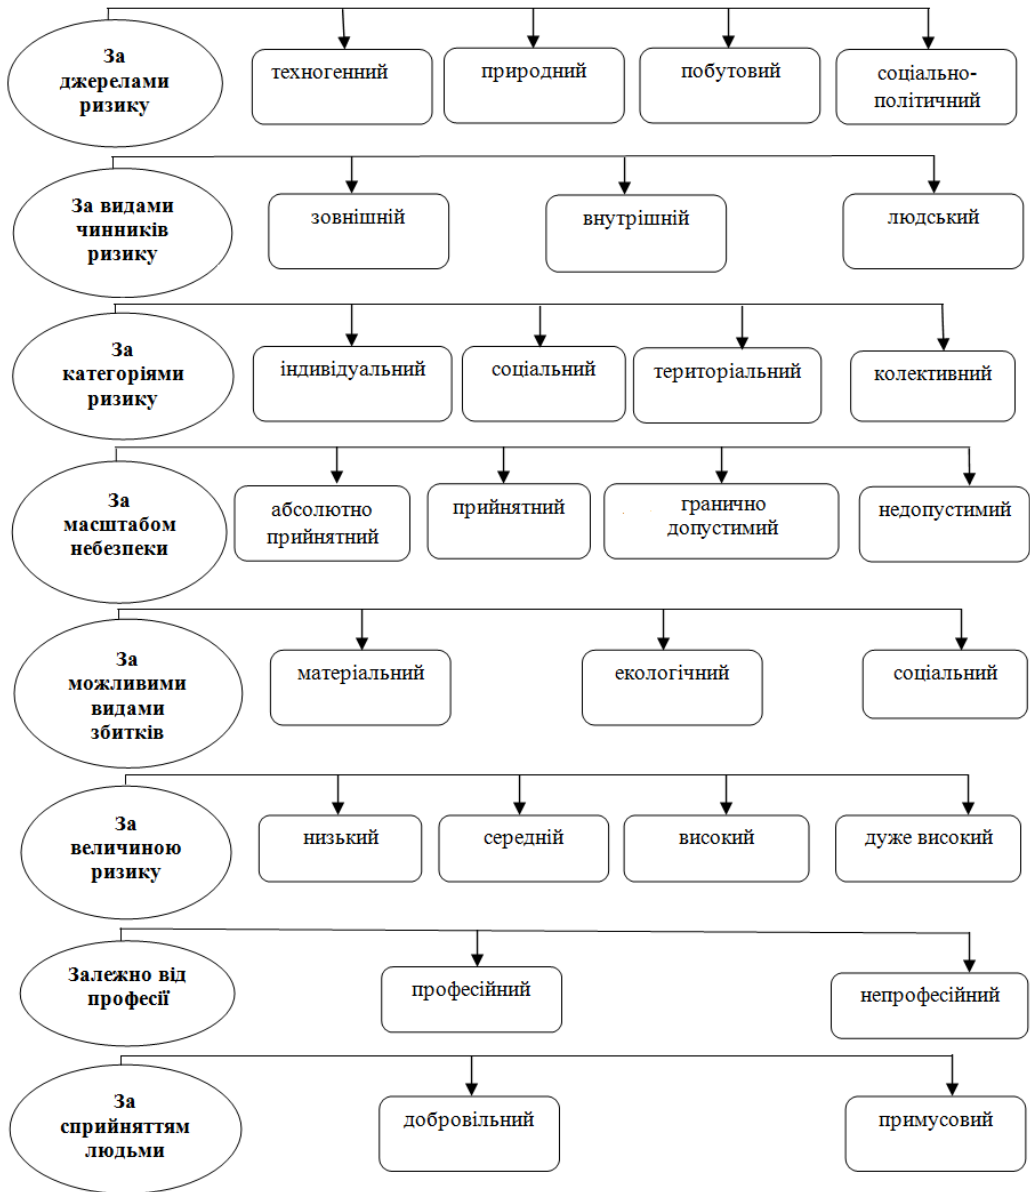 За
джерелами
ризику
техногенний
природний
побутовий
соціально-
політичний
За видами
чинників
ризику
зовнішній
внутрішній
людський
За
категоріями
ризику
індивідуальний
соціальний
територіальний
колективний
За
масштабом
небезпеки
абсолютно
прийнятний
прийнятний
гранично
допустимий
недопустимий
За
можливими
видами
збитків
матеріальний
екологічний
соціальний
За
величиною
ризику
низький
середній
високий
дуже високий
Залежно від
професії
професійний
непрофесійний
За
сприйняттям
людьми
добровільний
примусовий